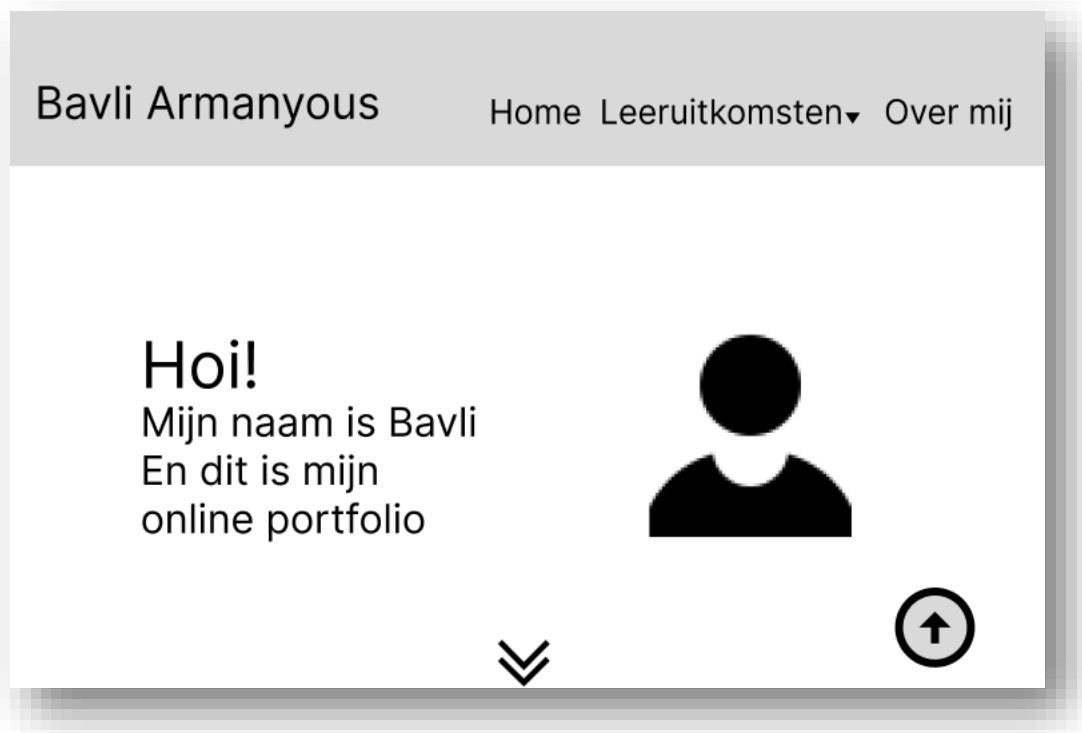 Bavli Armanyous
Home Leeruitkomsten Over mij
Hoi!
Mijn naam is Bavli
En dit is mijn
online portfolio